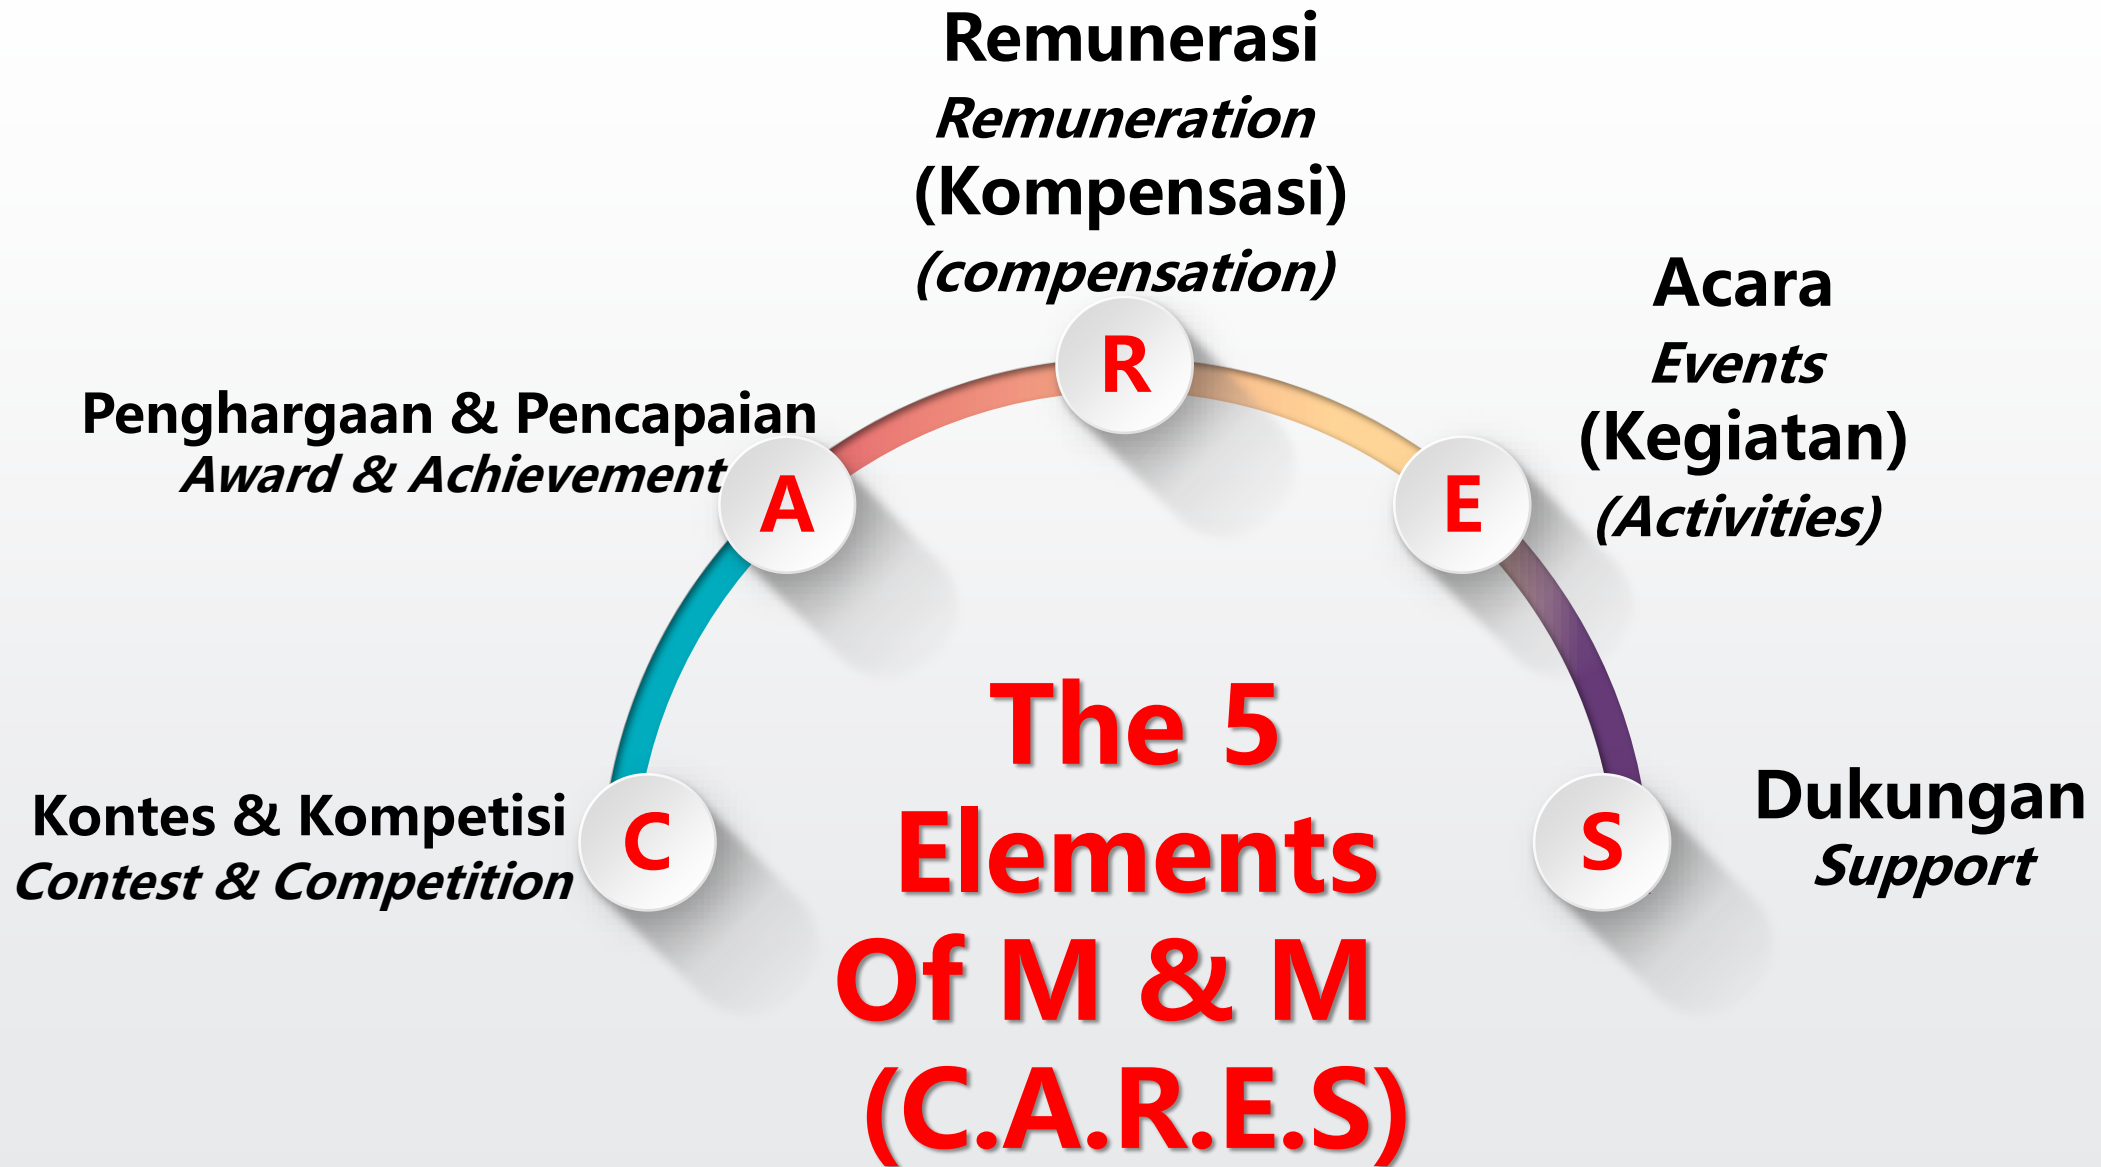 Remunerasi
Remuneration
(Kompensasi)
(compensation)
Acara
Events
(Kegiatan)
(Activities)
Penghargaan & Pencapaian
Award & Achievement
R
A
E
Kontes & Kompetisi
Contest & Competition
C
S
Dukungan
Support
The 5
Elements
Of M & M
(C.A.R.E.S)